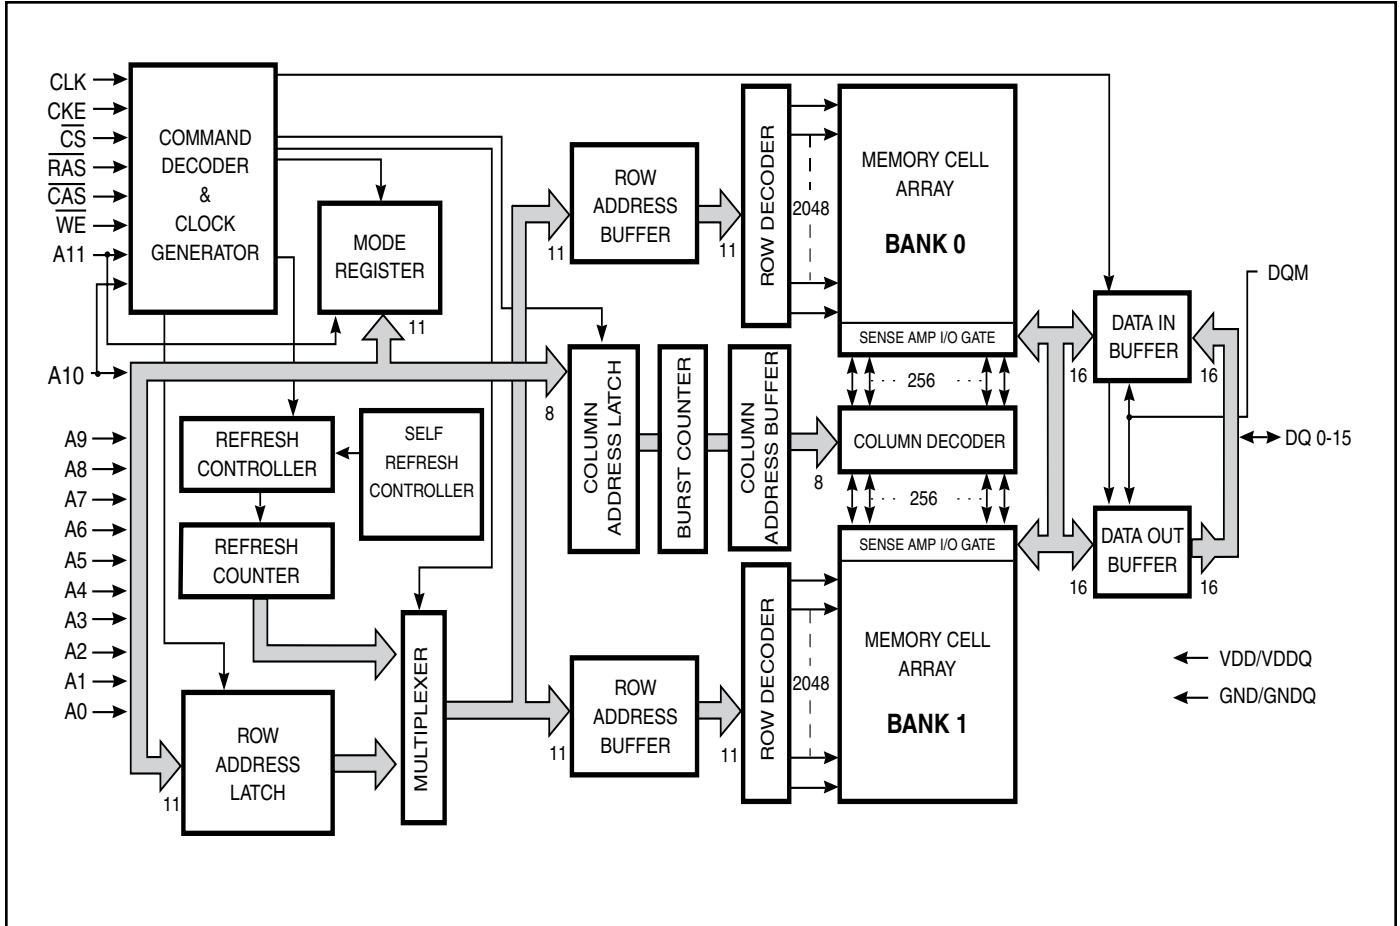 CLK
CKE
CS
RAS
CAS
WE
A11
A10
A9
A8
A7
A6
A5
A4
A3
A2
A1
A0
COMMAND
DECODER
&
CLOCK
GENERATOR
MODE
REGISTER
11
REFRESH
CONTROLLER
SELF
REFRESH
CONTROLLER
REFRESH
COUNTER
ROW
ADDRESS
LATCH
11
MULTIPLEXER
ROW
ADDRESS
BUFFER
11
11
ROW DECODER
2048
MEMORY CELL
ARRAY
BANK 0
SENSE AMP I/O GATE
256
COLUMN
ADDRESS LATCH
8
BURST COUNTER
COLUMN
ADDRESS BUFFER
8
COLUMN DECODER
256
SENSE AMP I/O GATE
MEMORY CELL
ARRAY
BANK 1
ROW
ADDRESS
BUFFER
11
11
ROW DECODER
2048
DQM
DATA IN
BUFFER
16
16
DQ 0-15
DATA OUT
BUFFER
16
16
VDD/VDDQ
GND/GNDQ